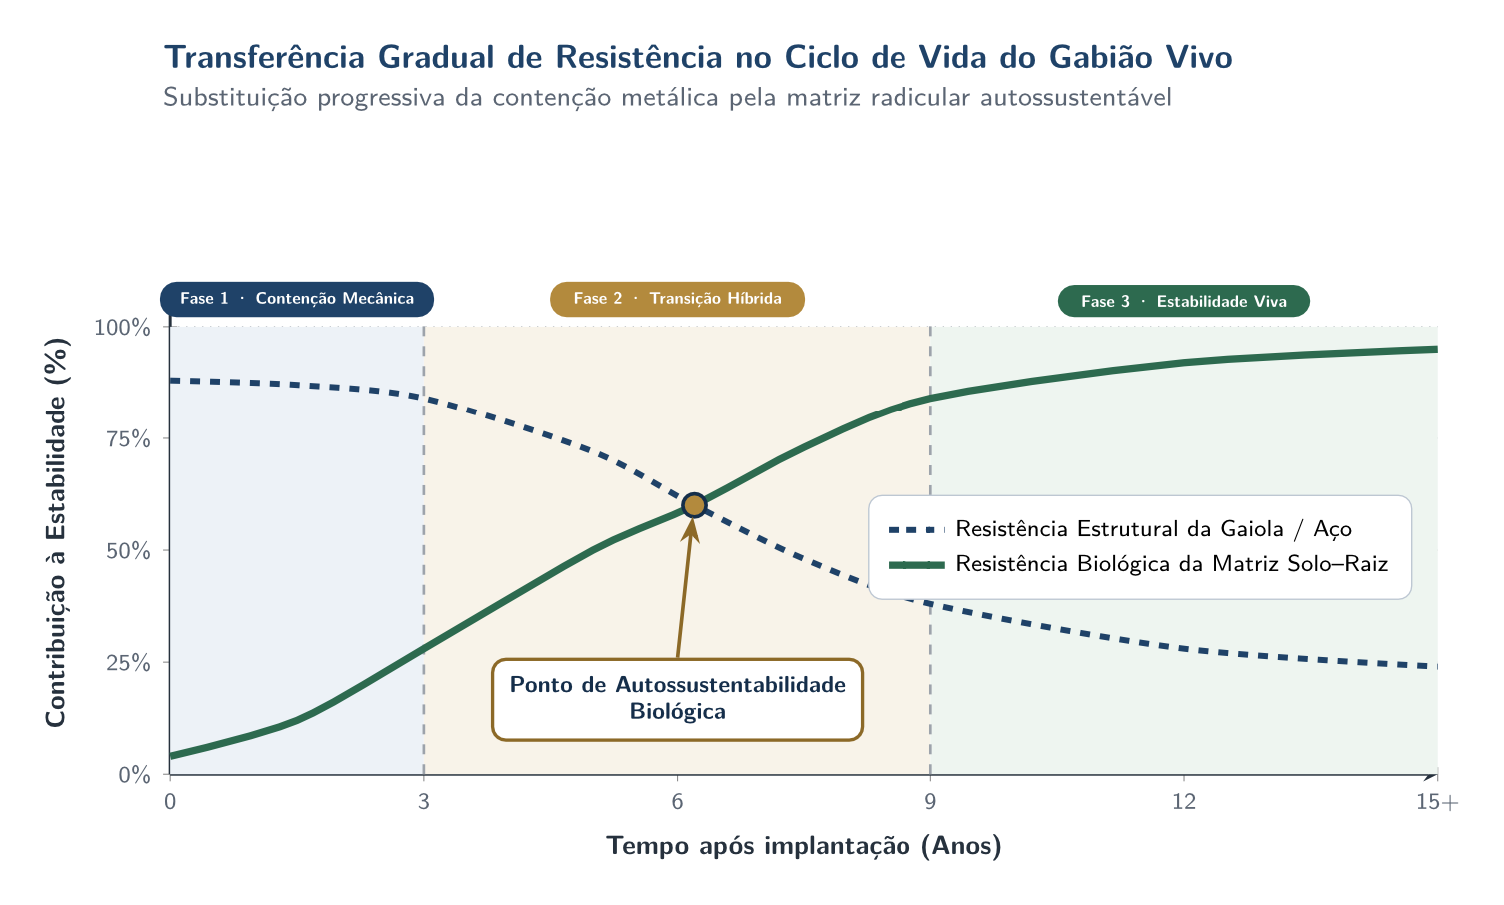 Transferência Gradual de Resistência no Ciclo de Vida do Gabião Vivo
Substituição progressiva da contenção metálica pela matriz radicular autossustentável
Fase 1 · Contenção Mecânica
Fase 2 · Transição Híbrida
Fase 3 · Estabilidade Viva
Contribuição à Estabilidade (%)
100%
75%
50%
25%
0%
Resistência Estrutural da Gaiola / Aço
Resistência Biológica da Matriz Solo–Raiz
Ponto de Autossustentabilidade
Biológica
0 3 6 9 12 15+
Tempo após implantação (Anos)